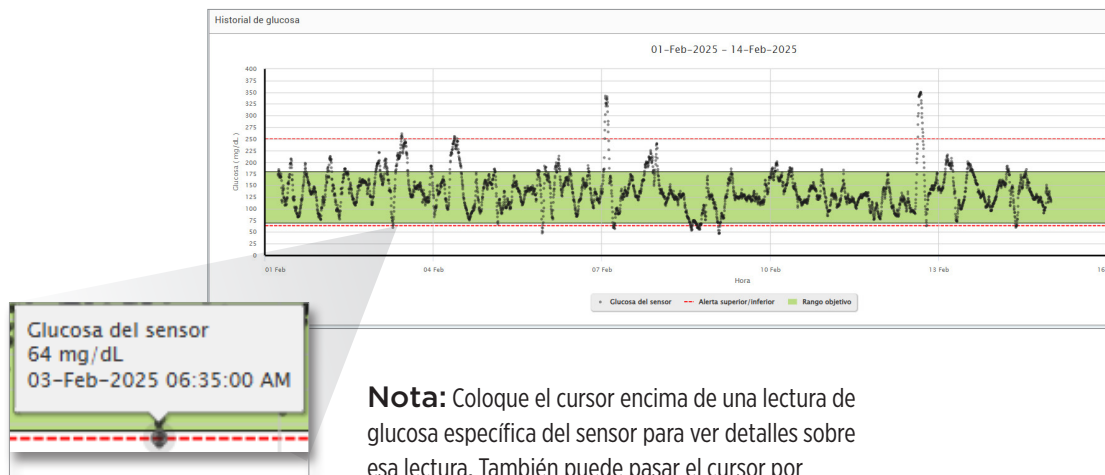 Historial de glucosa
01-Feb-2025 - 14-Feb-2025
400
375
350
325
300
275
250
225
200
175
150
125
100
75
50
25
0
Glucosa (mg/dL)
01 Feb
04 Feb
07 Feb
10 Feb
13 Feb
16
Hora
Glucosa del sensor
Alerta superior/inferior
Rango objetivo
Glucosa del sensor
64 mg/dL
03-Feb-2025 06:35:00 AM
Nota: Coloque el cursor encima de una lectura de
glucosa específica del sensor para ver detalles sobre
esa lectura. También puede pasar el cursor por